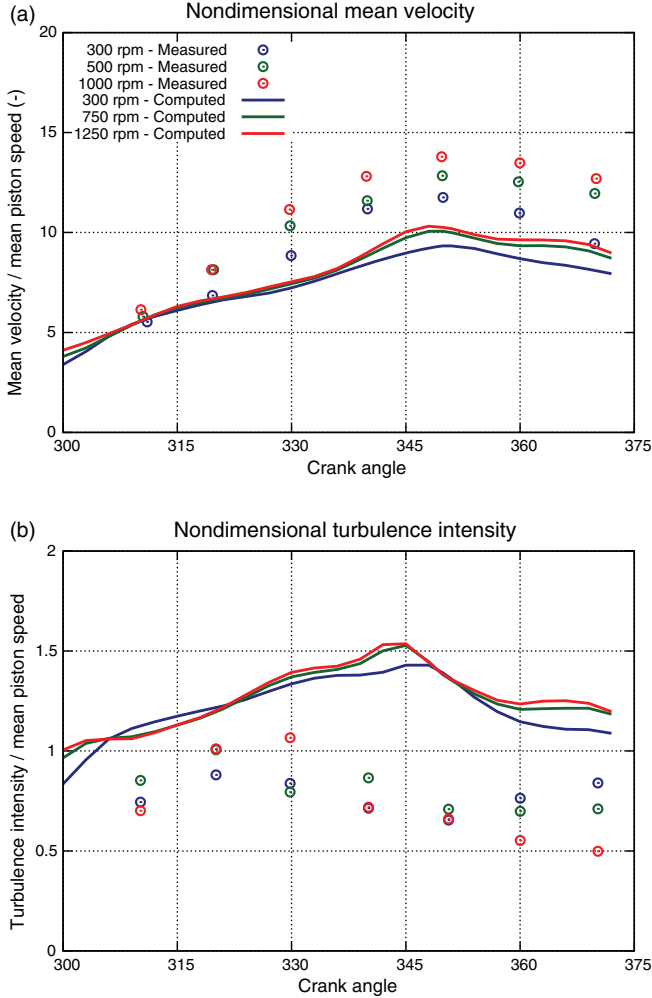 (a)
Nondimensional mean velocity
20
300 rpm - Measured
500 rpm - Measured
1000 rpm - Measured
300 rpm - Computed
750 rpm - Computed
1250 rpm - Computed
15
10
5
0
Mean velocity / mean piston speed (-)
300
315
330
345
360
375
Crank angle
(b)
Nondimensional turbulence intensity
2
1.5
1
0.5
0
Turbulence intensity / mean piston speed
300
315
330
345
360
375
Crank angle